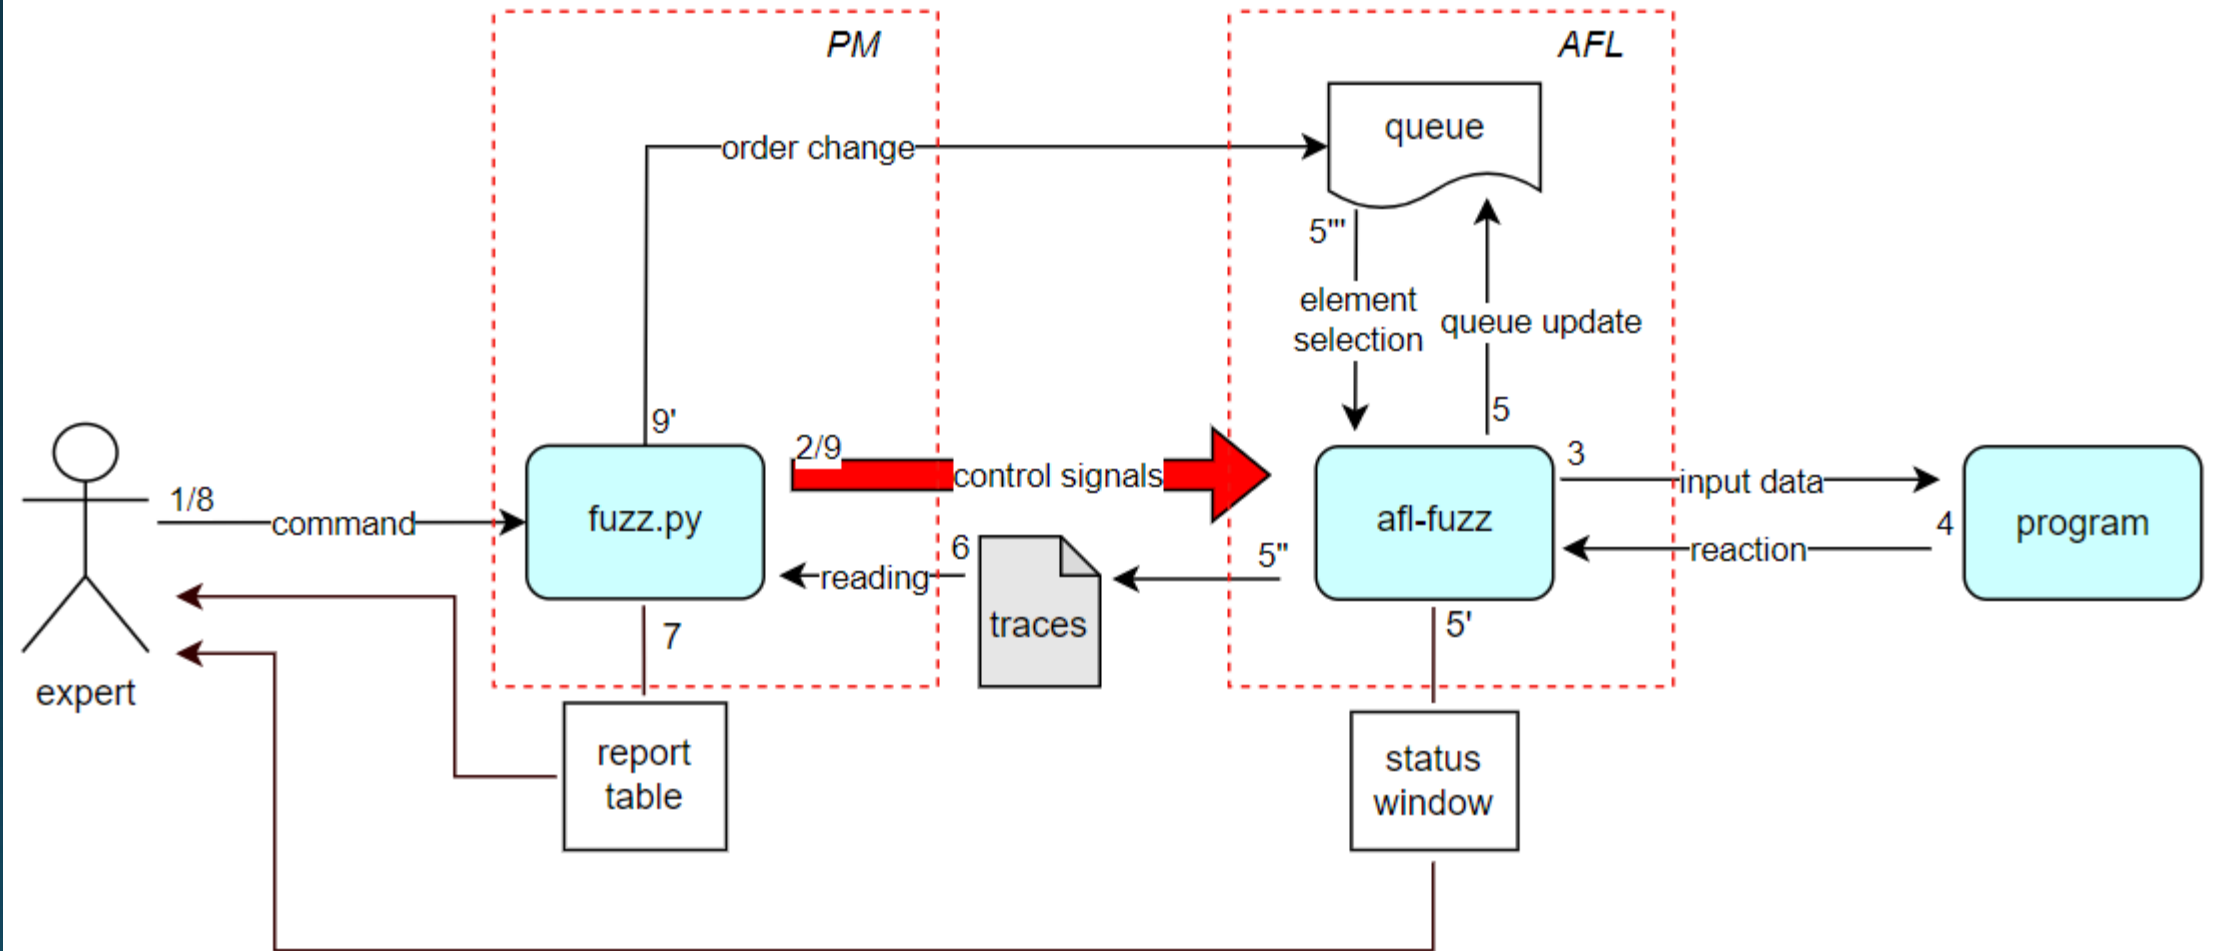 PM
AFL
queue
order change
5'''
element
selection
queue update
9'
5
2/9
control signals
3
input data
1/8
command
fuzz.py
afl-fuzz
program
4
reaction
6
reading
5''
traces
7
5'
expert
report
table
status
window